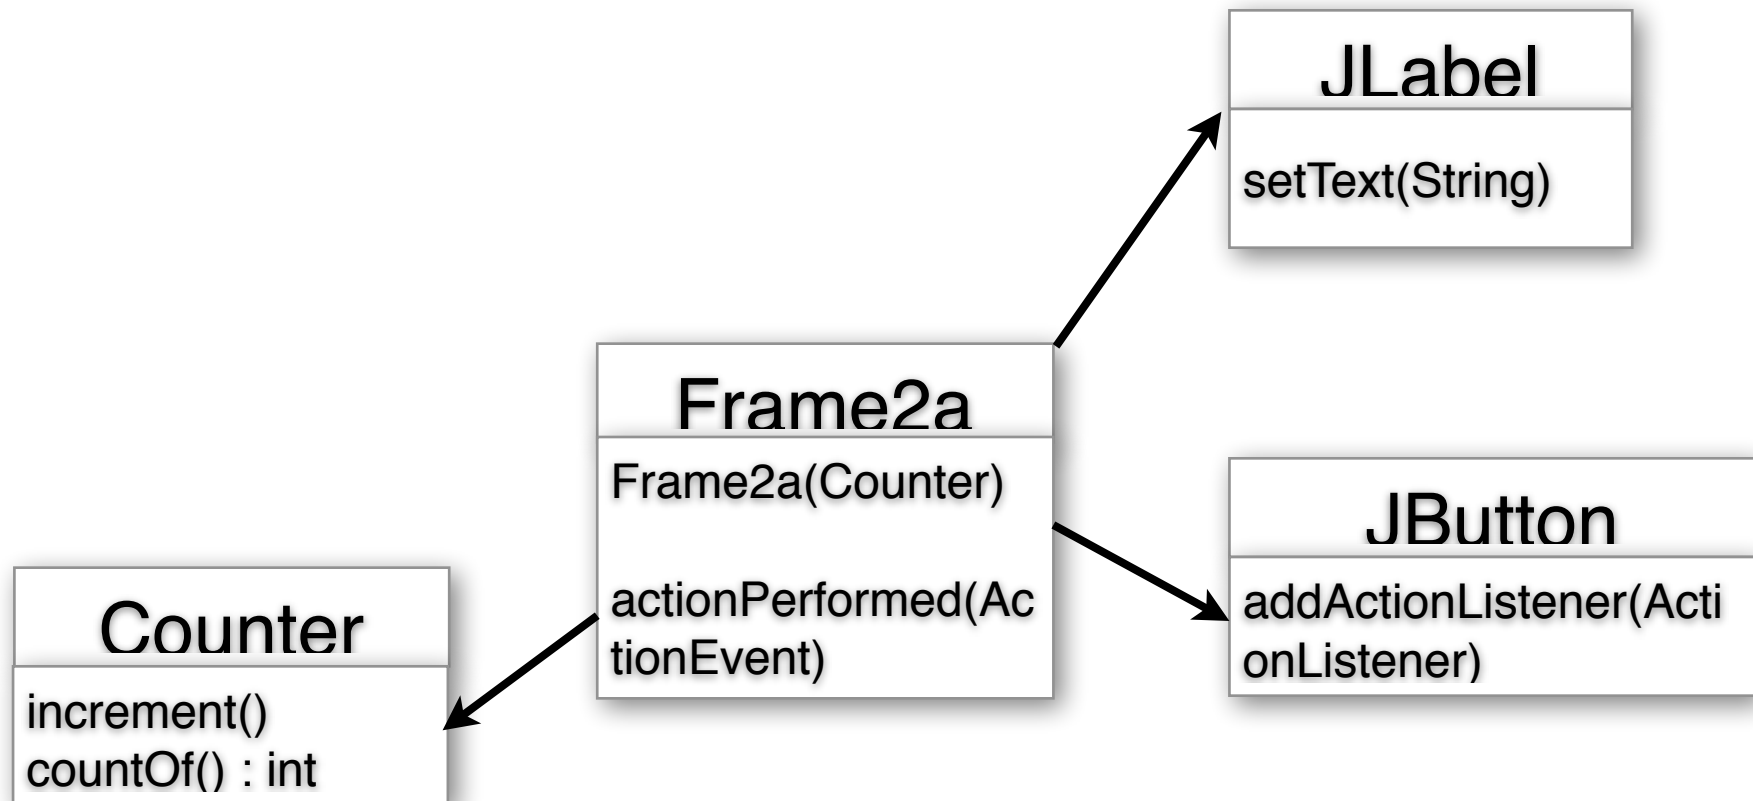 JLabel
setText(String)
Frame2a
Frame2a(Counter)
actionPerformed(Ac
tionEvent)
JButton
addActionListener(Acti
onListener)
Counter
increment()
countOf() : int